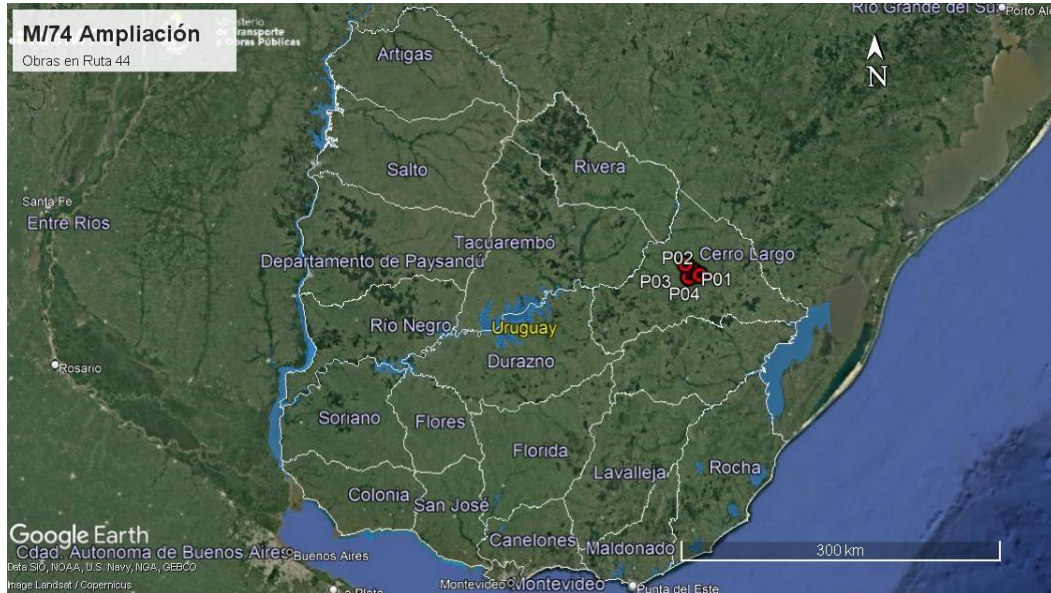 M/74 Ampliación
Obras en Ruta 44
Ministerio
de Transporte
y Obras Públicas
Río Grande del Sur
Porto Ale
N
Artigas
Salto
Rivera
Santa Fe
Entre Ríos
Tacuarembó
Departamento de Paysandú
P02
Cerro Largo
P03
P01
P04
Río Negro
Uruguay
Durazno
Rosario
Soriano
Flores
Florida
Lavalleja
Rocha
Colonia
San José
Canelones
Maldonado
300 km
Google Earth
Cdad. Autónoma de Buenos Aires
Buenos Aires
Data SIO, NOAA, U.S. Navy, NGA, GEBCO
Image Landsat / Copernicus
La Plata
Montevideo
Montevideo
Punta del Este